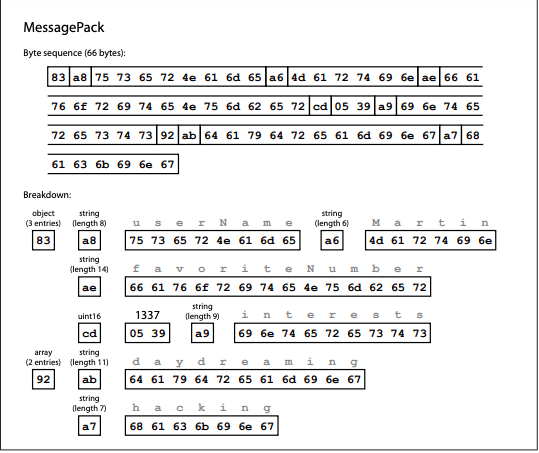 MessagePack
Byte sequence (66 bytes):
83 a8 75 73 65 72 4e 61 6d 65 a6 4d 61 72 74 69 6e ae 66 61
76 6f 72 69 74 65 4e 75 6d 62 65 72 cd 05 39 a9 69 6e 74 65
72 65 73 74 73 92 ab 64 61 79 64 72 65 61 6d 69 6e 67 a7 68
61 63 6b 69 6e 67
Breakdown:
object (3 entries)
83
string (length 8)
a8
u s e r N a m e
75 73 65 72 4e 61 6d 65
string (length 6)
a6
M a r t i n
4d 61 72 74 69 6e
string (length 14)
ae
f a v o r i t e N u m b e r
66 61 76 6f 72 69 74 65 4e 75 6d 62 65 72
uint16
cd
1337
05 39
string (length 9)
a9
i n t e r e s t s
69 6e 74 65 72 65 73 74 73
array (2 entries)
92
string (length 11)
ab
d a y d r e a m i n g
64 61 79 64 72 65 61 6d 69 6e 67
string (length 7)
a7
h a c k i n g
68 61 63 6b 69 6e 67